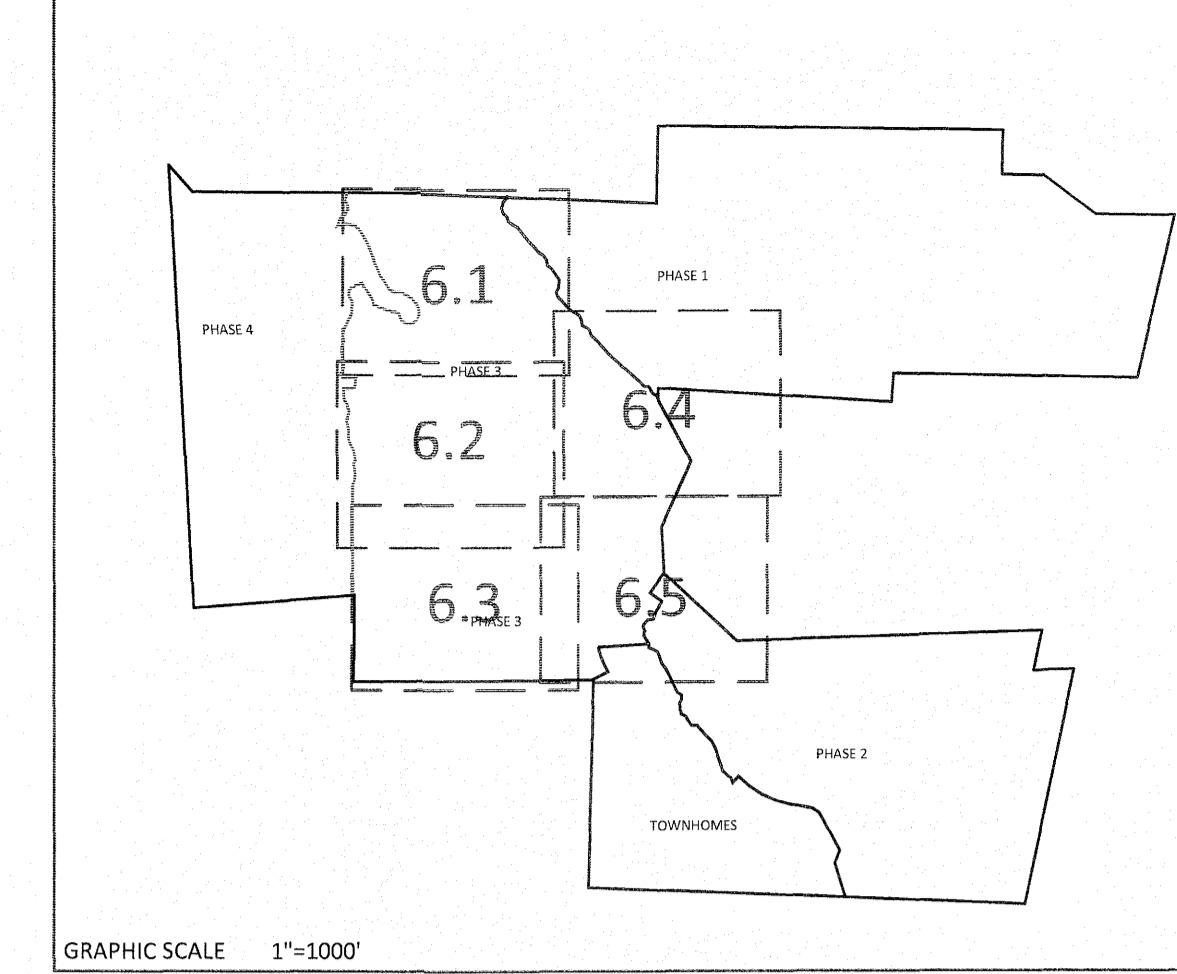 PHASE 1
6.1
PHASE 4
PHASE 3
6.4
6.2
6.3
6.5
PHASE 3
PHASE 2
TOWNHOMES
GRAPHIC SCALE 1"=1000'